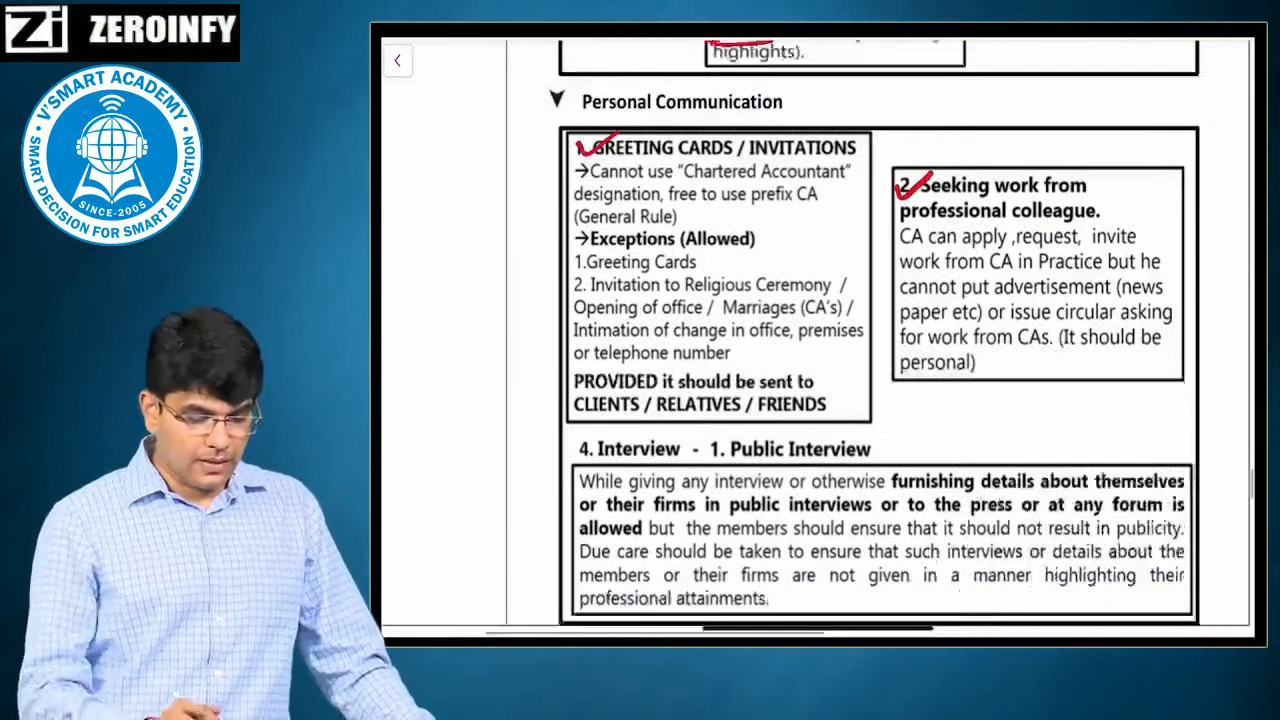 Zi ZEROINFY
V'SMART ACADEMY
SMART DECISION FOR SMART EDUCATION
SINCE-2005
<
highlights).
Personal Communication
GREETING CARDS / INVITATIONS
→Cannot use "Chartered Accountant"
designation, free to use prefix CA
(General Rule)
→Exceptions (Allowed)
1.Greeting Cards
2. Invitation to Religious Ceremony /
Opening of office / Marriages (CA's) /
Intimation of change in office, premises
or telephone number
PROVIDED it should be sent to
CLIENTS / RELATIVES / FRIENDS
2. Seeking work from
professional colleague.
CA can apply ,request, invite
work from CA in Practice but he
cannot put advertisement (news
paper etc) or issue circular asking
for work from CAs. (It should be
personal)
4. Interview - 1. Public Interview
While giving any interview or otherwise furnishing details about themselves
or their firms in public interviews or to the press or at any forum is
allowed but the members should ensure that it should not result in publicity.
Due care should be taken to ensure that such interviews or details about the
members or their firms are not given in a manner highlighting their
professional attainments.